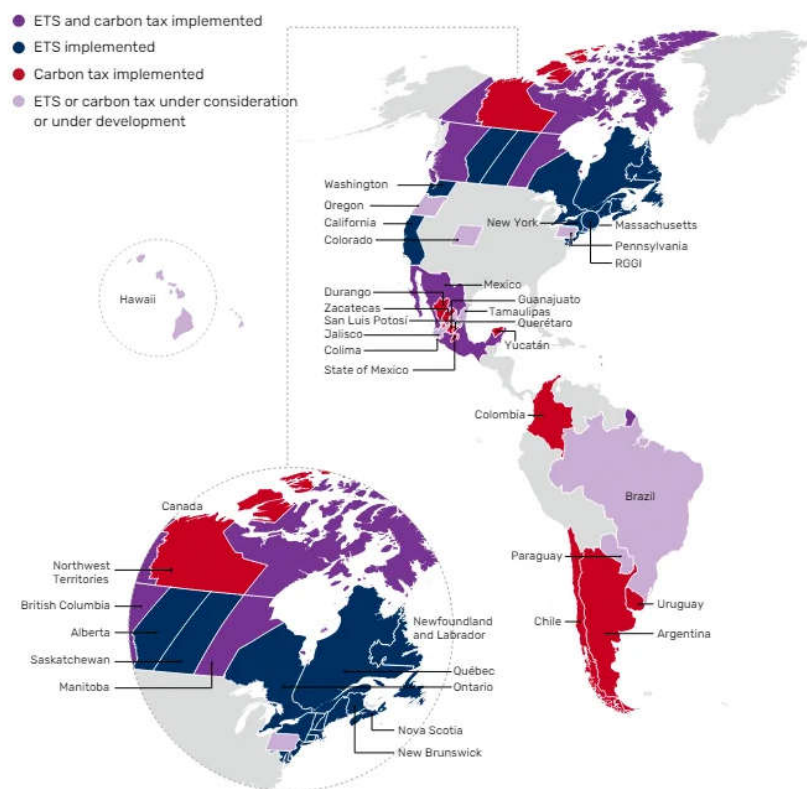 ETS and carbon tax implemented
ETS implemented
Carbon tax implemented
ETS or carbon tax under consideration
or under development
Washington
Oregon
California
Colorado
New York
Massachusetts
Pennsylvania
RGGI
Hawaii
Mexico
Durango
Guanajuato
Zacatecas
Tamaulipas
San Luis Potosí
Querétaro
Jalisco
Yucatán
Colima
State of Mexico
Colombia
Brazil
Paraguay
Uruguay
Chile
Argentina
Canada
Northwest
Territories
British Columbia
Newfoundland
and Labrador
Alberta
Saskatchewan
Québec
Manitoba
Ontario
Nova Scotia
New Brunswick